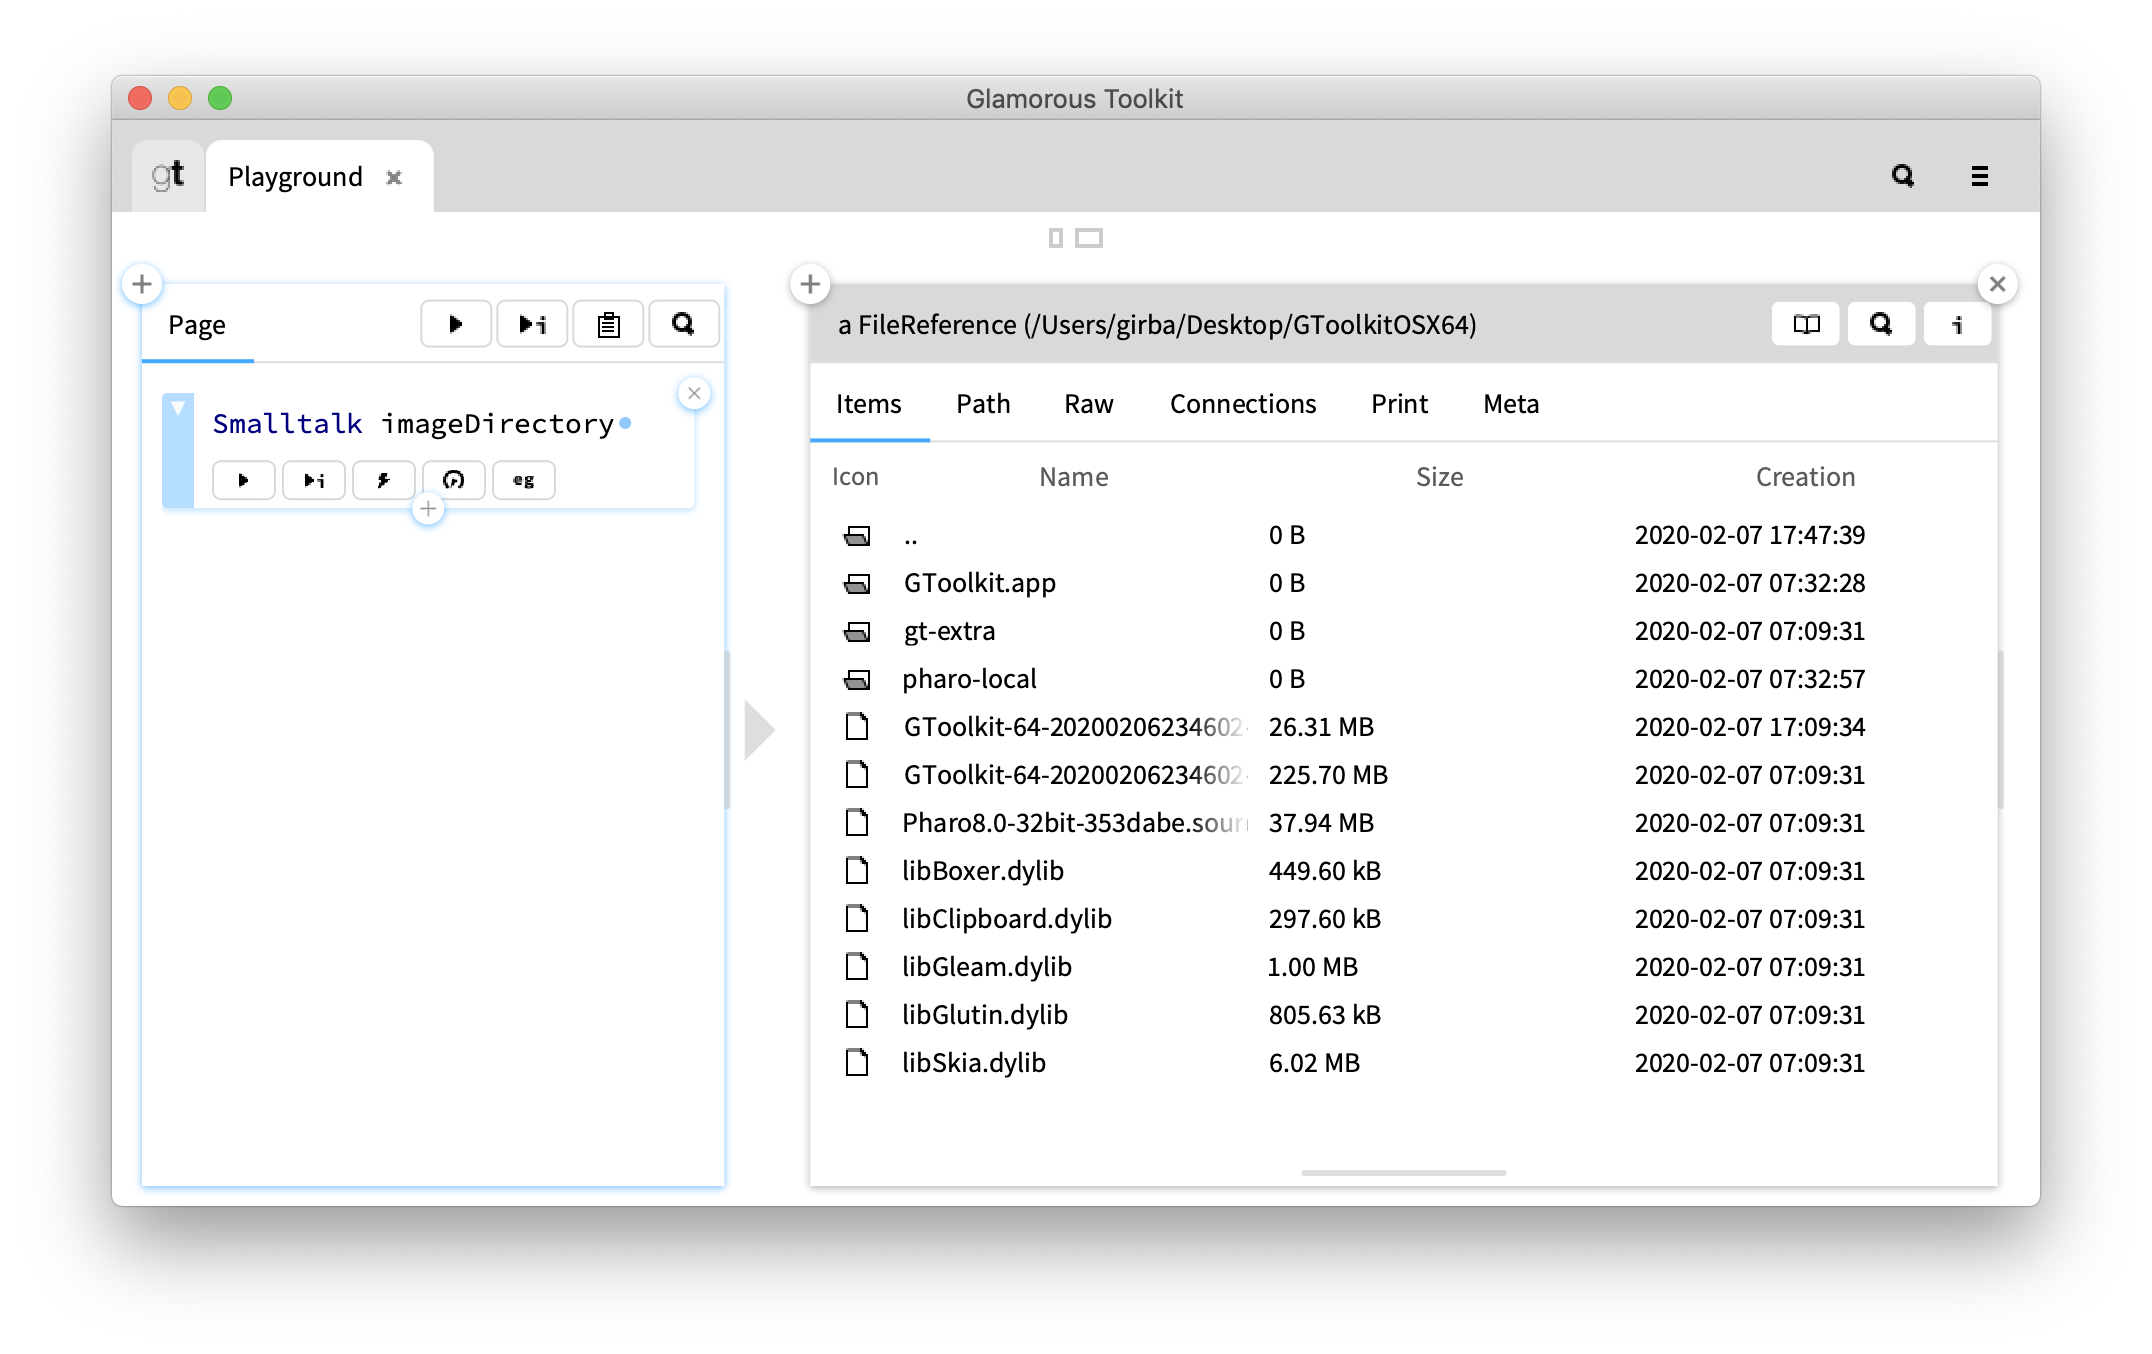 Glamorous Toolkit
gt Playground
Page
Smalltalk imageDirectory
i eg
a FileReference (/Users/girba/Desktop/GToolkitOSX64) i
Items Path Raw Connections Print Meta
Icon Name Size Creation
.. 0 B 2020-02-07 17:47:39
GToolkit.app 0 B 2020-02-07 07:32:28
gt-extra 0 B 2020-02-07 07:09:31
pharo-local 0 B 2020-02-07 07:32:57
GToolkit-64-20200206234602- 26.31 MB 2020-02-07 17:09:34
GToolkit-64-20200206234602- 225.70 MB 2020-02-07 07:09:31
Pharo8.0-32bit-353dabe.sour 37.94 MB 2020-02-07 07:09:31
libBoxer.dylib 449.60 kB 2020-02-07 07:09:31
libClipboard.dylib 297.60 kB 2020-02-07 07:09:31
libGleam.dylib 1.00 MB 2020-02-07 07:09:31
libGlutin.dylib 805.63 kB 2020-02-07 07:09:31
libSkia.dylib 6.02 MB 2020-02-07 07:09:31